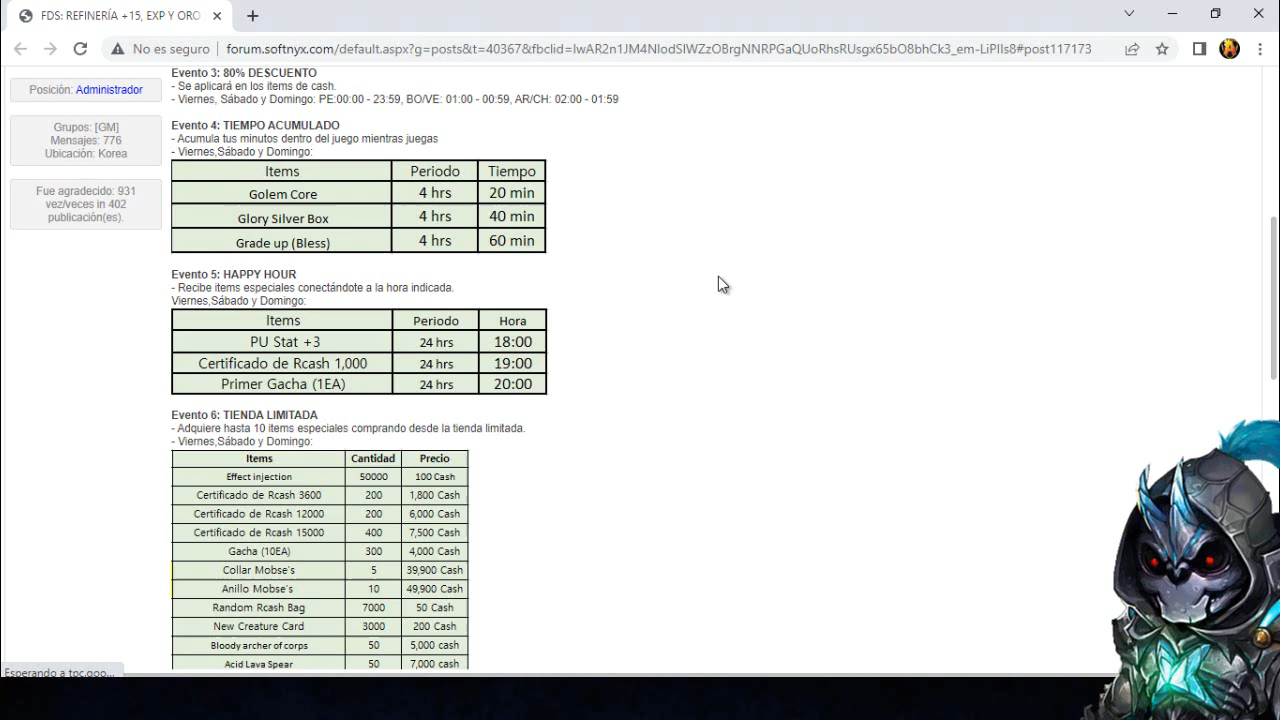 FDS: REFINERÍA +15, EXP Y ORO
No es seguro
forum.softnyx.com/default.aspx?g=posts&t=40367&fbclid=IwAR2n1JM4NlodSIWZzOBrgNNRPGaQUoRhsRUsgx65bO8bhCk3_em-LiPIIs8#post117173
Posición: Administrador
Grupos: [GM]
Mensajes: 776
Ubicación: Korea
Fue agradecido: 931
vez/veces in 402
publicación(es).
Evento 3: 80% DESCUENTO
- Se aplicará en los items de cash.
- Viernes, Sábado y Domingo: PE:00:00 - 23:59, BO/VE: 01:00 - 00:59, AR/CH: 02:00 - 01:59
Evento 4: TIEMPO ACUMULADO
- Acumula tus minutos dentro del juego mientras juegas
- Viernes,Sábado y Domingo:
Items Periodo Tiempo
Golem Core 4 hrs 20 min
Glory Silver Box 4 hrs 40 min
Grade up (Bless) 4 hrs 60 min
Evento 5: HAPPY HOUR
- Recibe items especiales conectándote a la hora indicada.
Viernes,Sábado y Domingo:
Items Periodo Hora
PU Stat +3 24 hrs 18:00
Certificado de Rcash 1,000 24 hrs 19:00
Primer Gacha (1EA) 24 hrs 20:00
Evento 6: TIENDA LIMITADA
- Adquiere hasta 10 items especiales comprando desde la tienda limitada.
- Viernes,Sábado y Domingo:
Items Cantidad Precio
Effect injection 50000 100 Cash
Certificado de Rcash 3600 200 1,800 Cash
Certificado de Rcash 12000 200 6,000 Cash
Certificado de Rcash 15000 400 7,500 Cash
Gacha (10EA) 300 4,000 Cash
Collar Mobse's 5 39,900 Cash
Anillo Mobse's 10 49,900 Cash
Random Rcash Bag 7000 50 Cash
New Creature Card 3000 200 Cash
Bloody archer of corps 50 5,000 cash
Acid Lava Spear 50 7,000 cash
Esperando a tpc.goo...